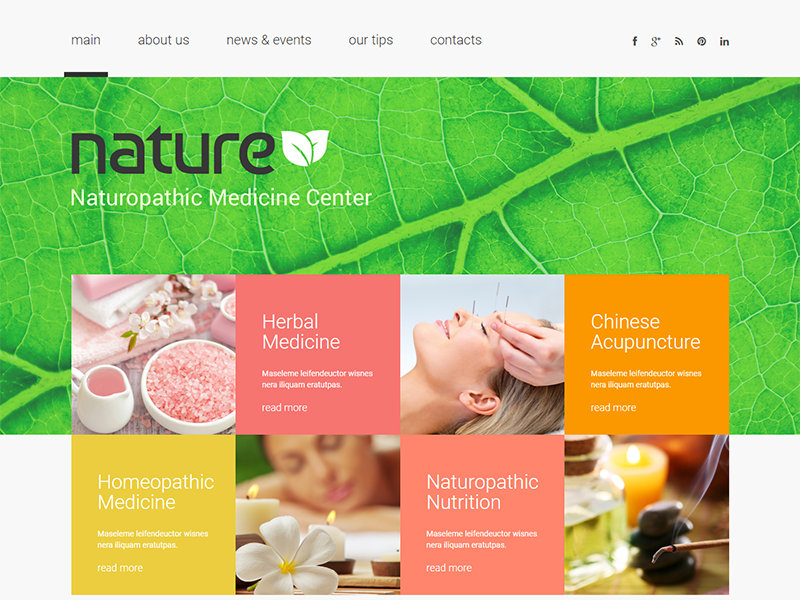 main about us news & events our tips contacts
nature
Naturopathic Medicine Center
Herbal
Medicine
Maseleme leifendeuctor wisnes
nera iliquam eratutpas.
read more
Chinese
Acupuncture
Maseleme leifendeuctor wisnes
nera iliquam eratutpas.
read more
Homeopathic
Medicine
Maseleme leifendeuctor wisnes
nera iliquam eratutpas.
read more
Naturopathic
Nutrition
Maseleme leifendeuctor wisnes
nera iliquam eratutpas.
read more